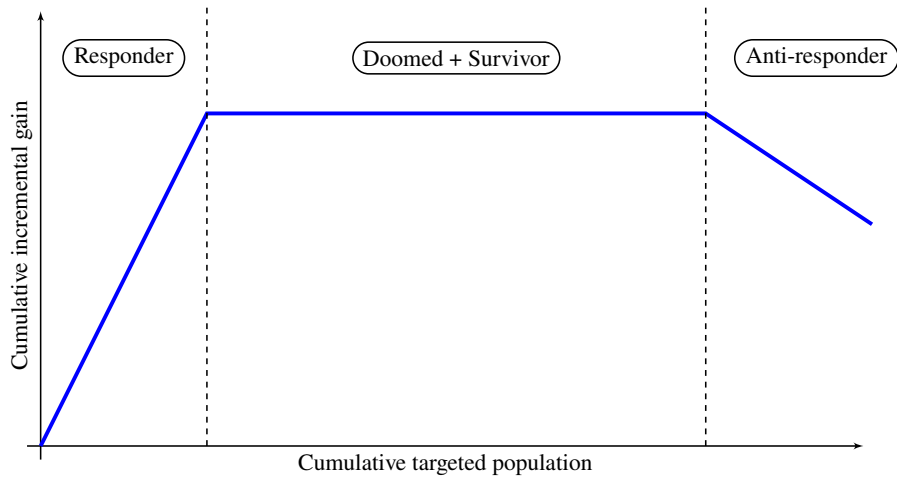 Responder
Doomed + Survivor
Anti-responder
Cumulative incremental gain
Cumulative targeted population